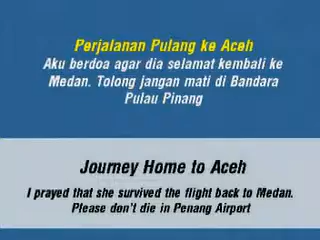 Perjalanan Pulang ke Aceh
Aku berdoa agar dia selamat kembali ke
Medan. Tolong jangan mati di Bandara
Pulau Pinang
Journey Home to Aceh
I prayed that she survived the flight back to Medan.
Please don't die in Penang Airport